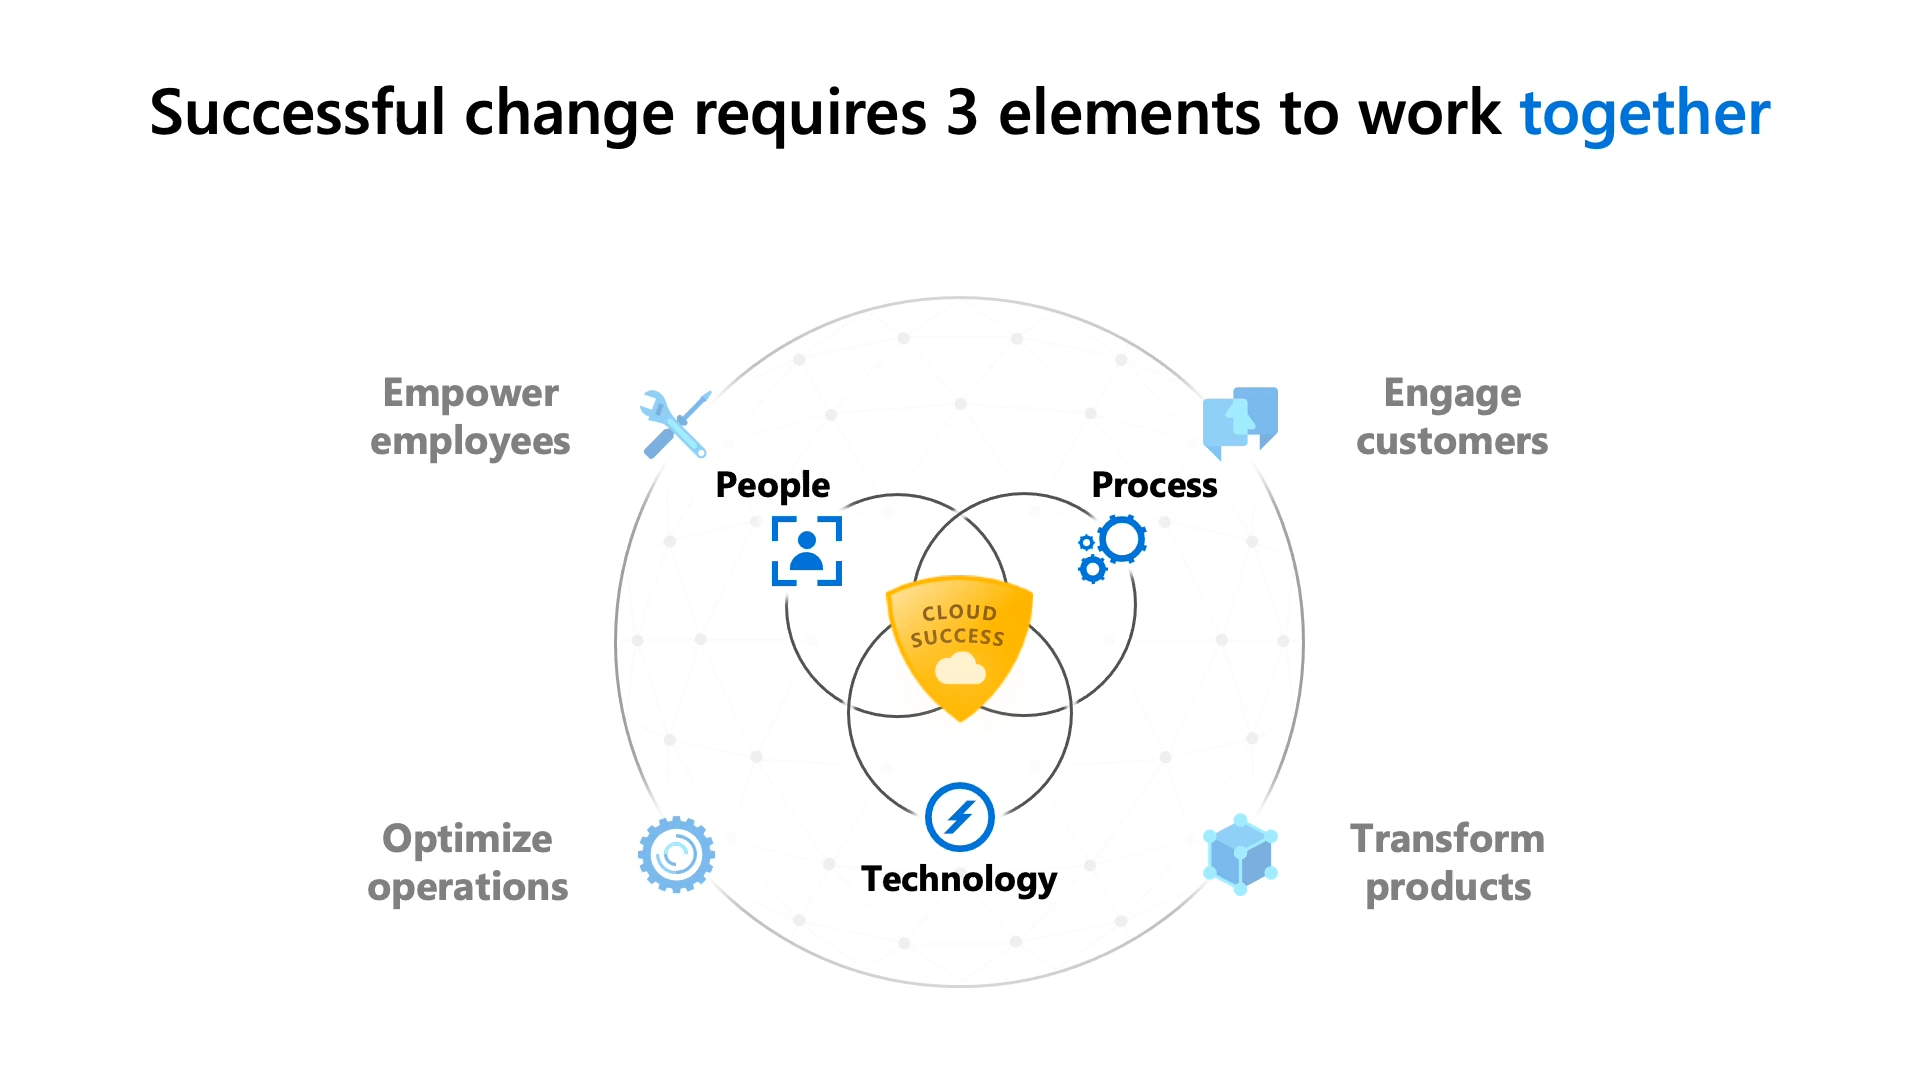 Successful change requires 3 elements to work together
Empower
employees
Engage
customers
People
Process
CLOUD
SUCCESS
Optimize
operations
Technology
Transform
products